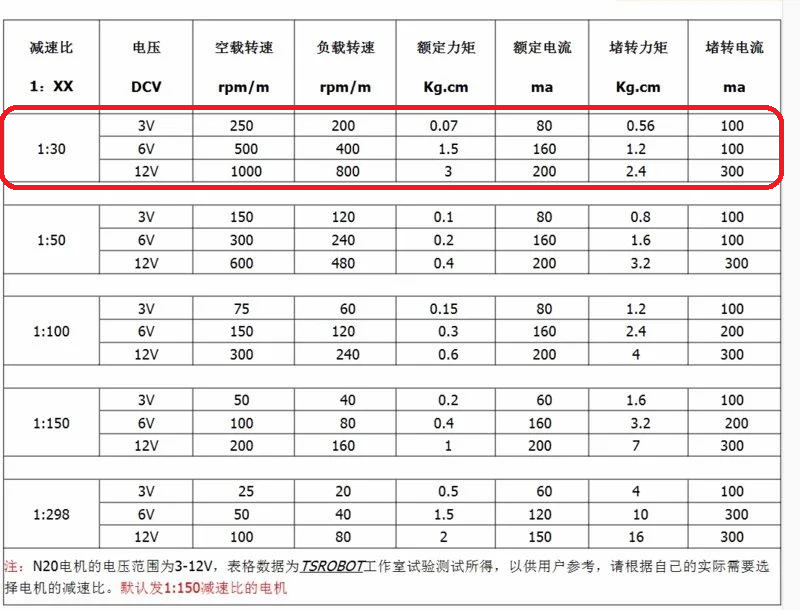 减速比 电压 空载转速 负载转速 额定力矩 额定电流 堵转力矩 堵转电流
1：XX DCV rpm/m rpm/m Kg.cm ma Kg.cm ma
3V 250 200 0.07 80 0.56 100
1:30 6V 500 400 1.5 160 1.2 100
12V 1000 800 3 200 2.4 300
3V 150 120 0.1 80 0.8 100
1:50 6V 300 240 0.2 160 1.6 100
12V 600 480 0.4 200 3.2 300
3V 75 60 0.15 80 1.2 100
1:100 6V 150 120 0.3 160 2.4 200
12V 300 240 0.6 200 4 300
3V 50 40 0.2 60 1.6 100
1:150 6V 100 80 0.4 160 3.2 200
12V 200 160 1 200 7 300
3V 25 20 0.5 60 4 100
1:298 6V 50 40 1.5 120 10 300
12V 100 80 2 150 16 300
注：N20电机的电压范围为3-12V，表格数据为TSROBOT工作室试验测试所得，以供用户参考，请根据自己的实际需要选
择电机的减速比。默认发1:150减速比的电机